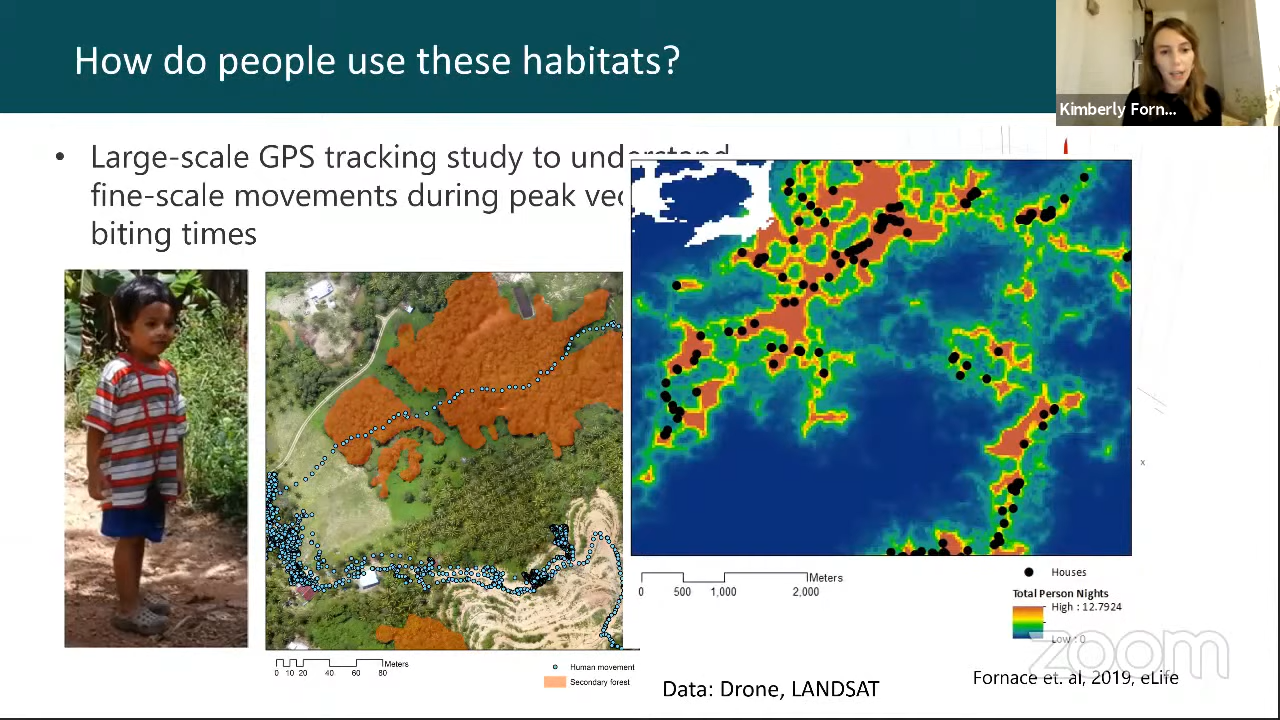 How do people use these habitats?
Kimberly Forn...
• Large-scale GPS tracking study to understand
fine-scale movements during peak vec
biting times
Meters
0 10 20 40 60 80
Human movement
Secondary forest
Meters
0 500 1,000 2,000
Houses
Total Person Nights
High : 12.7924
Low : 0
x
zoom
Data: Drone, LANDSAT
Fornace et. al, 2019, eLife